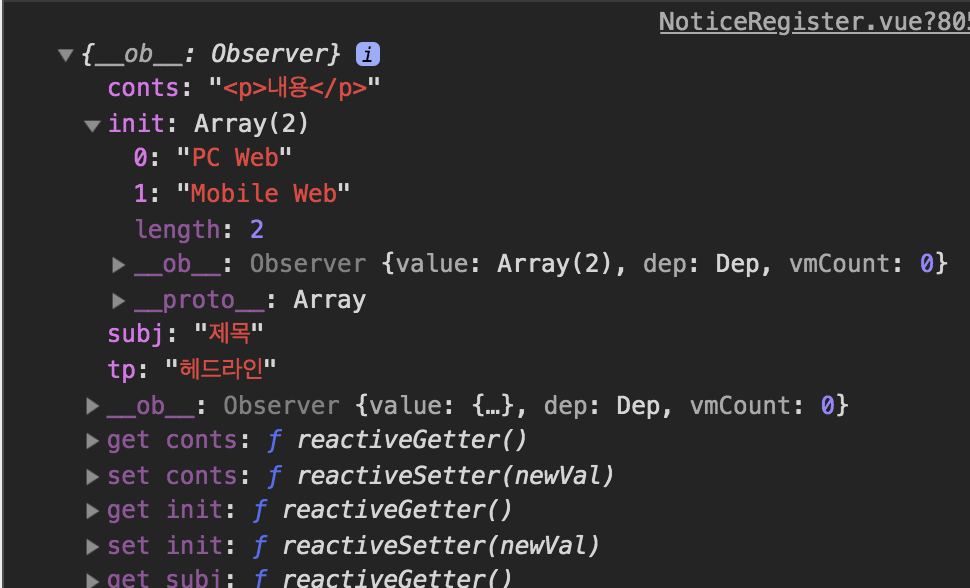 NoticeRegister.vue?805
{__ob__: Observer} i
conts: "<p>내용</p>"
init: Array(2)
0: "PC Web"
1: "Mobile Web"
length: 2
__ob__: Observer {value: Array(2), dep: Dep, vmCount: 0}
__proto__: Array
subj: "제목"
tp: "헤드라인"
__ob__: Observer {value: {…}, dep: Dep, vmCount: 0}
get conts: ƒ reactiveGetter()
set conts: ƒ reactiveSetter(newVal)
get init: ƒ reactiveGetter()
set init: ƒ reactiveSetter(newVal)
get subj: ƒ reactiveGetter()